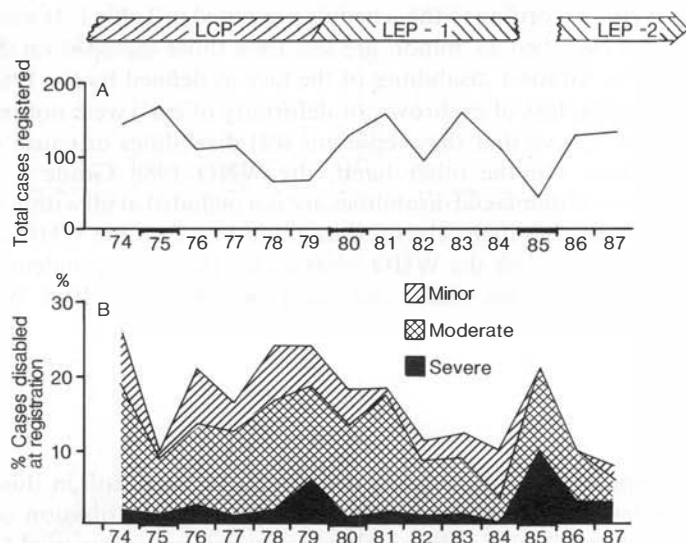 LCP LEP - 1 LEP -2
A
Total cases registered
200
100
0
74 75 76 77 78 79 80 81 82 83 84 85 86 87
%
B
% Cases disabled
at registration
30
20
10
Minor
Moderate
Severe
74 75 76 77 78 79 80 81 82 83 84 85 86 87